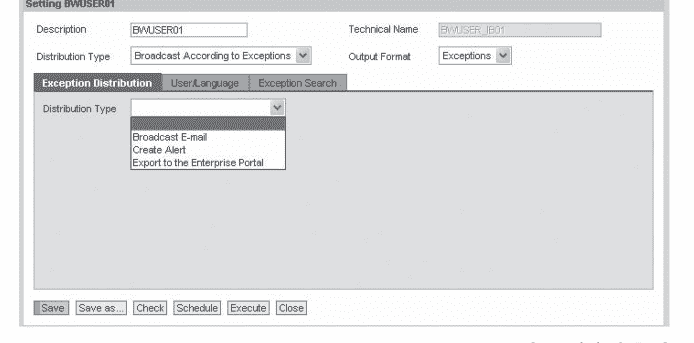 Setting BWUSER01
Description BWUSER01 Technical Name BWUSER_IB01
Distribution Type Broadcast According to Exceptions Output Format Exceptions
Exception Distribution User/Language Exception Search
Distribution Type
Broadcast E-mail
Create Alert
Export to the Enterprise Portal
Save Save as... Check Schedule Execute Close